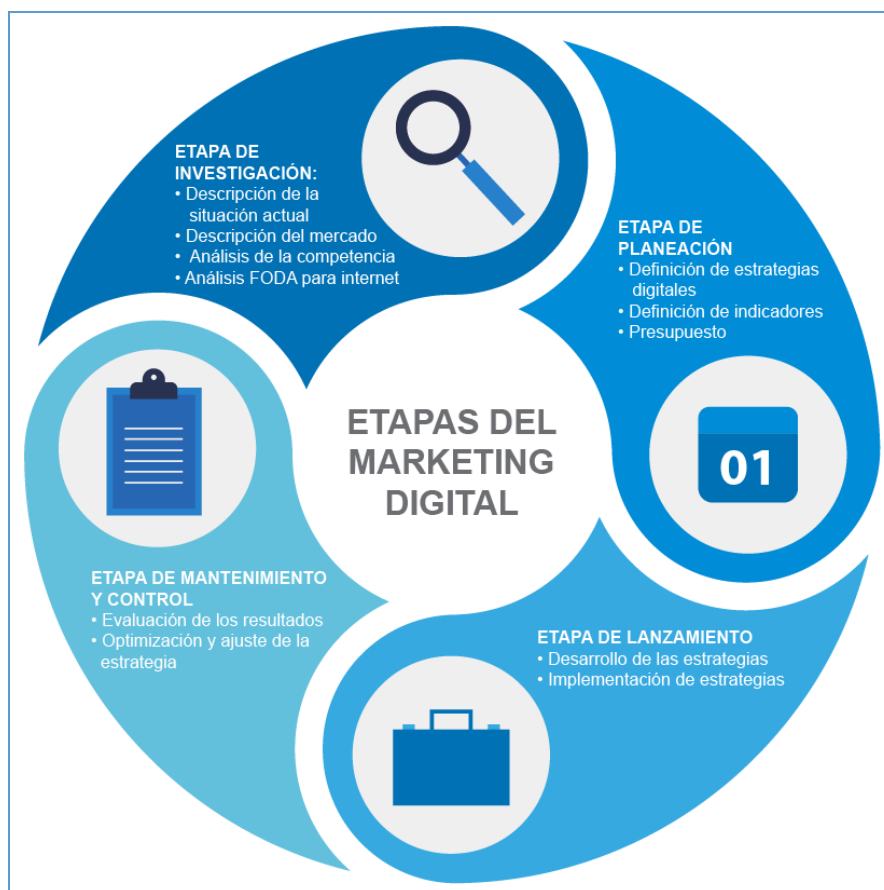 ETAPA DE
INVESTIGACIÓN:
• Descripción de la
situación actual
• Descripción del mercado
• Análisis de la competencia
• Análisis FODA para internet
ETAPA DE
PLANEACIÓN
• Definición de estrategias
digitales
• Definición de indicadores
• Presupuesto
01
ETAPAS DEL
MARKETING
DIGITAL
ETAPA DE LANZAMIENTO
• Desarrollo de las estrategias
• Implementación de estrategias
ETAPA DE MANTENIMIENTO
Y CONTROL
• Evaluación de los resultados
• Optimización y ajuste de la
estrategia